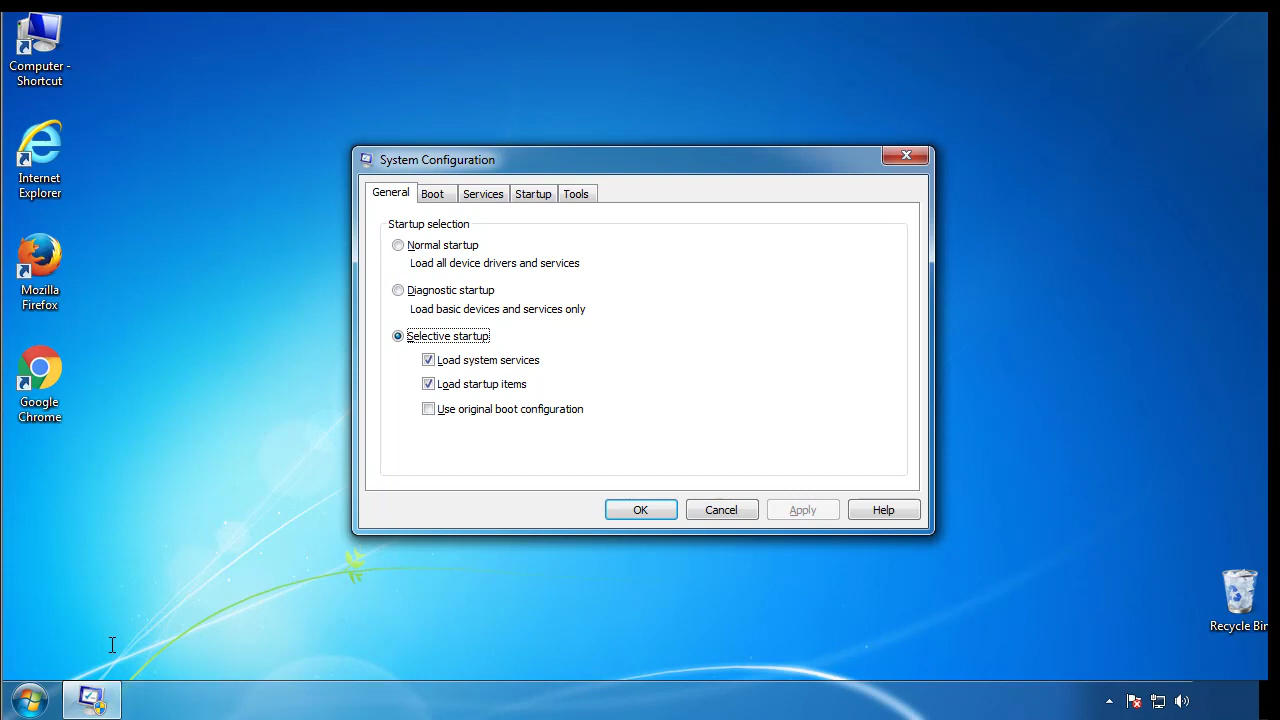 Computer -
Shortcut
Internet
Explorer
Mozilla
Firefox
Google
Chrome
System Configuration
General
Boot
Services
Startup
Tools
Startup selection
Normal startup
Load all device drivers and services
Diagnostic startup
Load basic devices and services only
Selective startup
Load system services
Load startup items
Use original boot configuration
OK
Cancel
Apply
Help
Recycle Bin